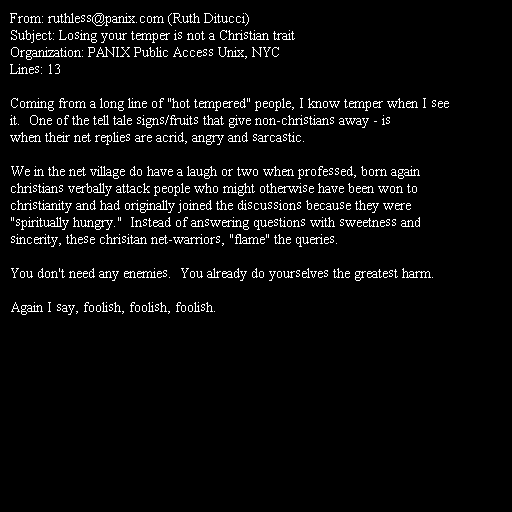 From: ruthless@panix.com (Ruth Ditucci)
Subject: Losing your temper is not a Christian trait
Organization: PANIX Public Access Unix, NYC
Lines: 13

Coming from a long line of "hot tempered" people, I know temper when I see
it.  One of the tell tale signs/fruits that give non-christians away - is
when their net replies are acrid, angry and sarcastic.

We in the net village do have a laugh or two when professed, born again
christians verbally attack people who might otherwise have been won to
christianity and had originally joined the discussions because they were
"spiritually hungry."  Instead of answering questions with sweetness and
sincerity, these chrisitan net-warriors, "flame" the queries.

You don't need any enemies.  You already do yourselves the greatest harm.

Again I say, foolish, foolish, foolish.